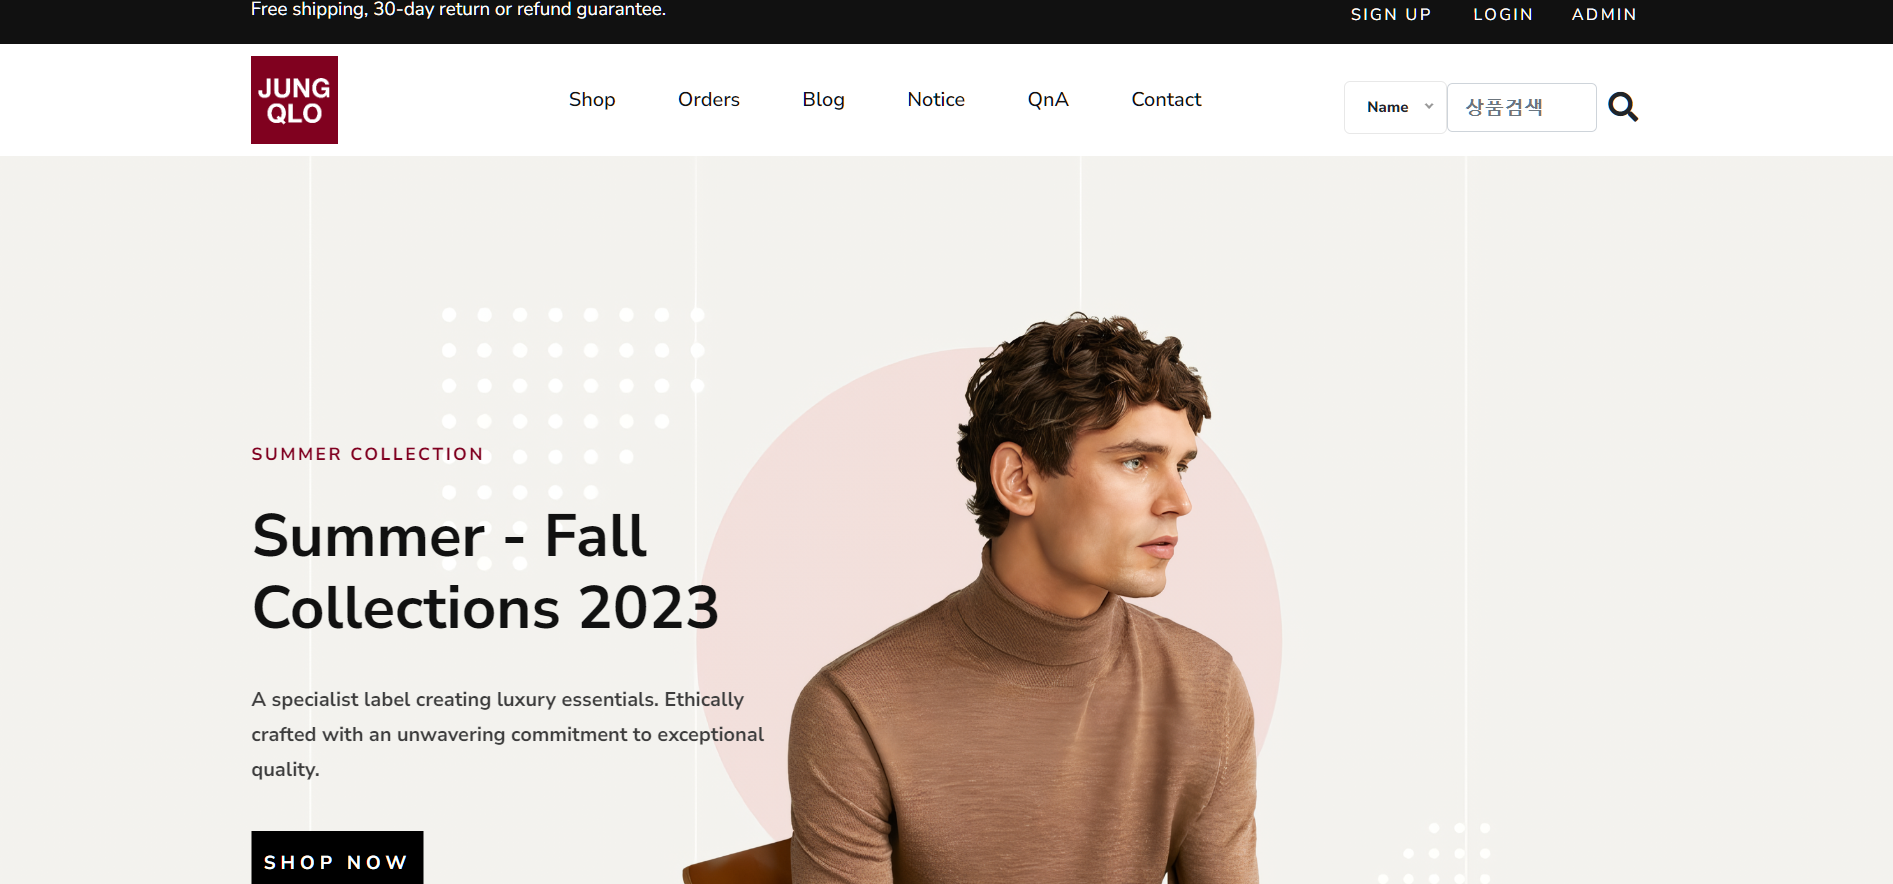 Free shipping, 30-day return or refund guarantee.
SIGN UP LOGIN ADMIN
JUNG
QLO
Shop Orders Blog Notice QnA Contact
Name 상품검색
SUMMER COLLECTION
Summer - Fall
Collections 2023
A specialist label creating luxury essentials. Ethically
crafted with an unwavering commitment to exceptional
quality.
SHOP NOW